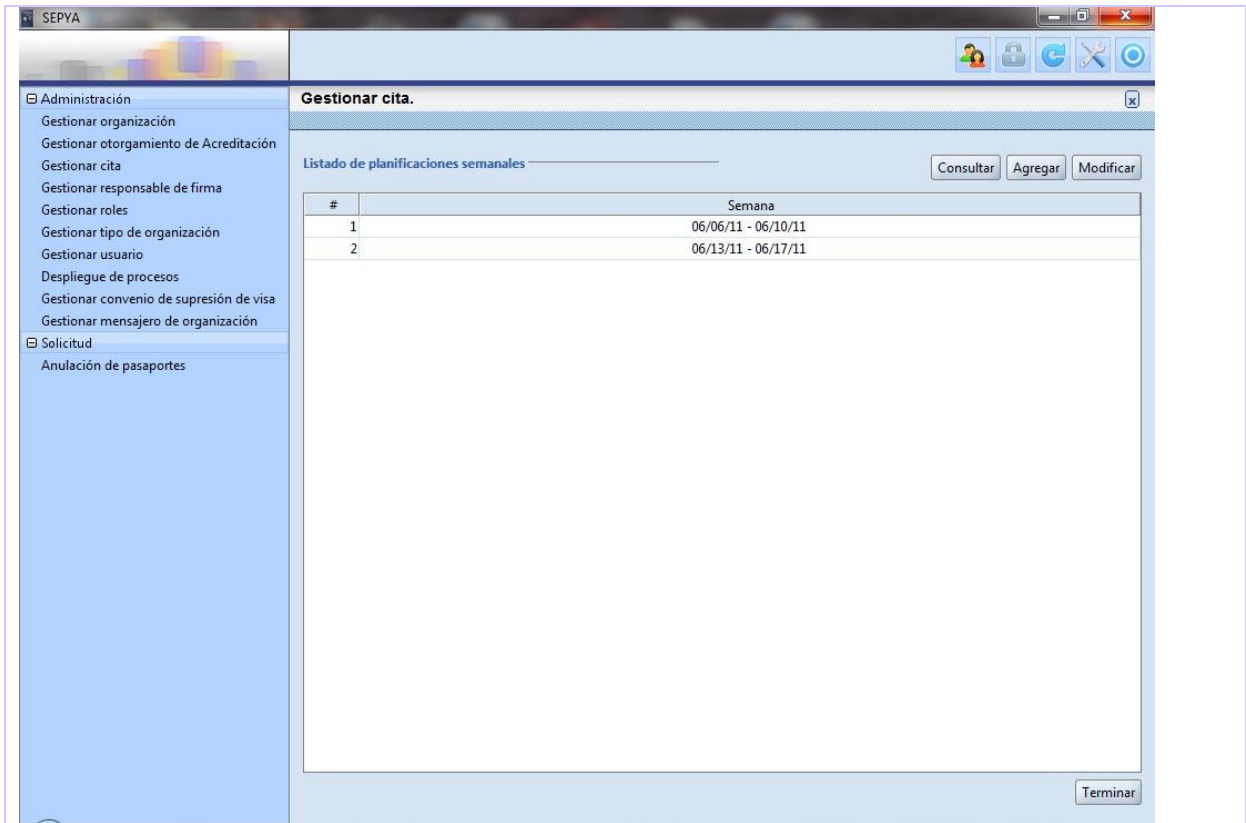 SEPYA
Administración
Gestionar organización
Gestionar otorgamiento de Acreditación
Gestionar cita
Gestionar responsable de firma
Gestionar roles
Gestionar tipo de organización
Gestionar usuario
Despliegue de procesos
Gestionar convenio de supresión de visa
Gestionar mensajero de organización
Solicitud
Anulación de pasaportes
Gestionar cita.
Listado de planificaciones semanales
Consultar Agregar Modificar
# Semana
1 06/06/11 - 06/10/11
2 06/13/11 - 06/17/11
Terminar